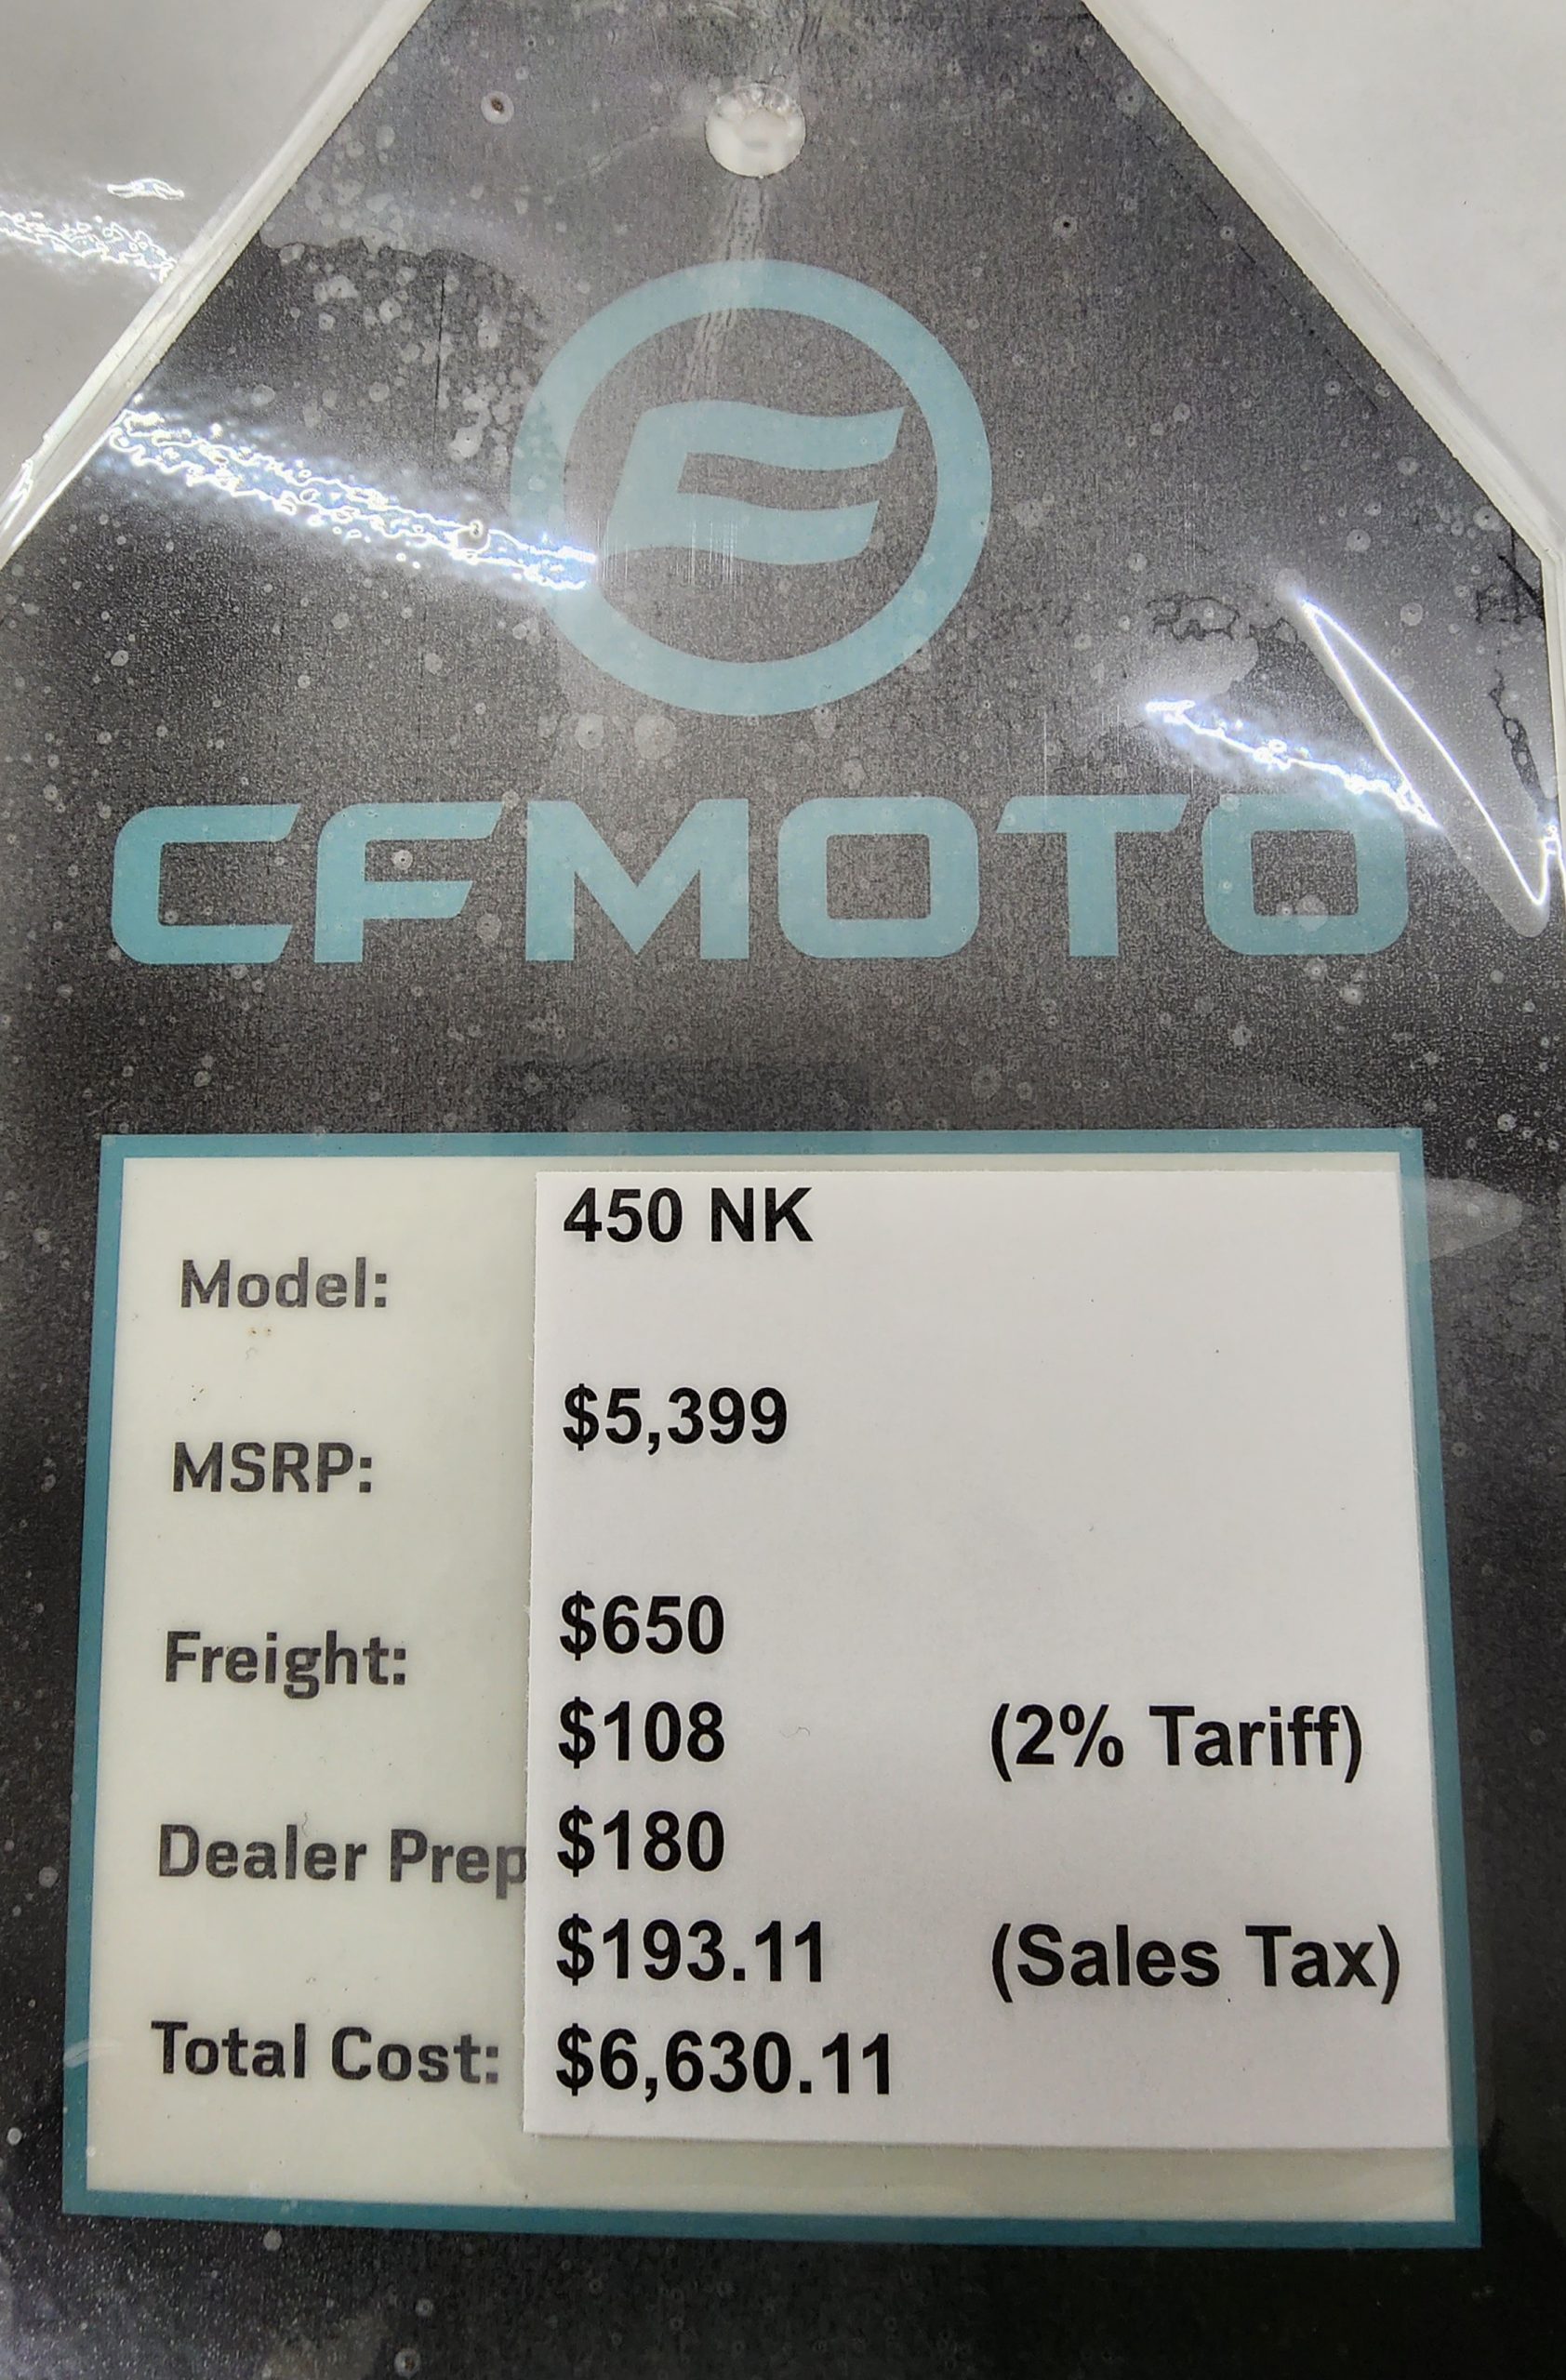 CFMOTO
Model: 450 NK
MSRP: $5,399
Freight: $650
$108 (2% Tariff)
Dealer Prep $180
$193.11 (Sales Tax)
Total Cost: $6,630.11